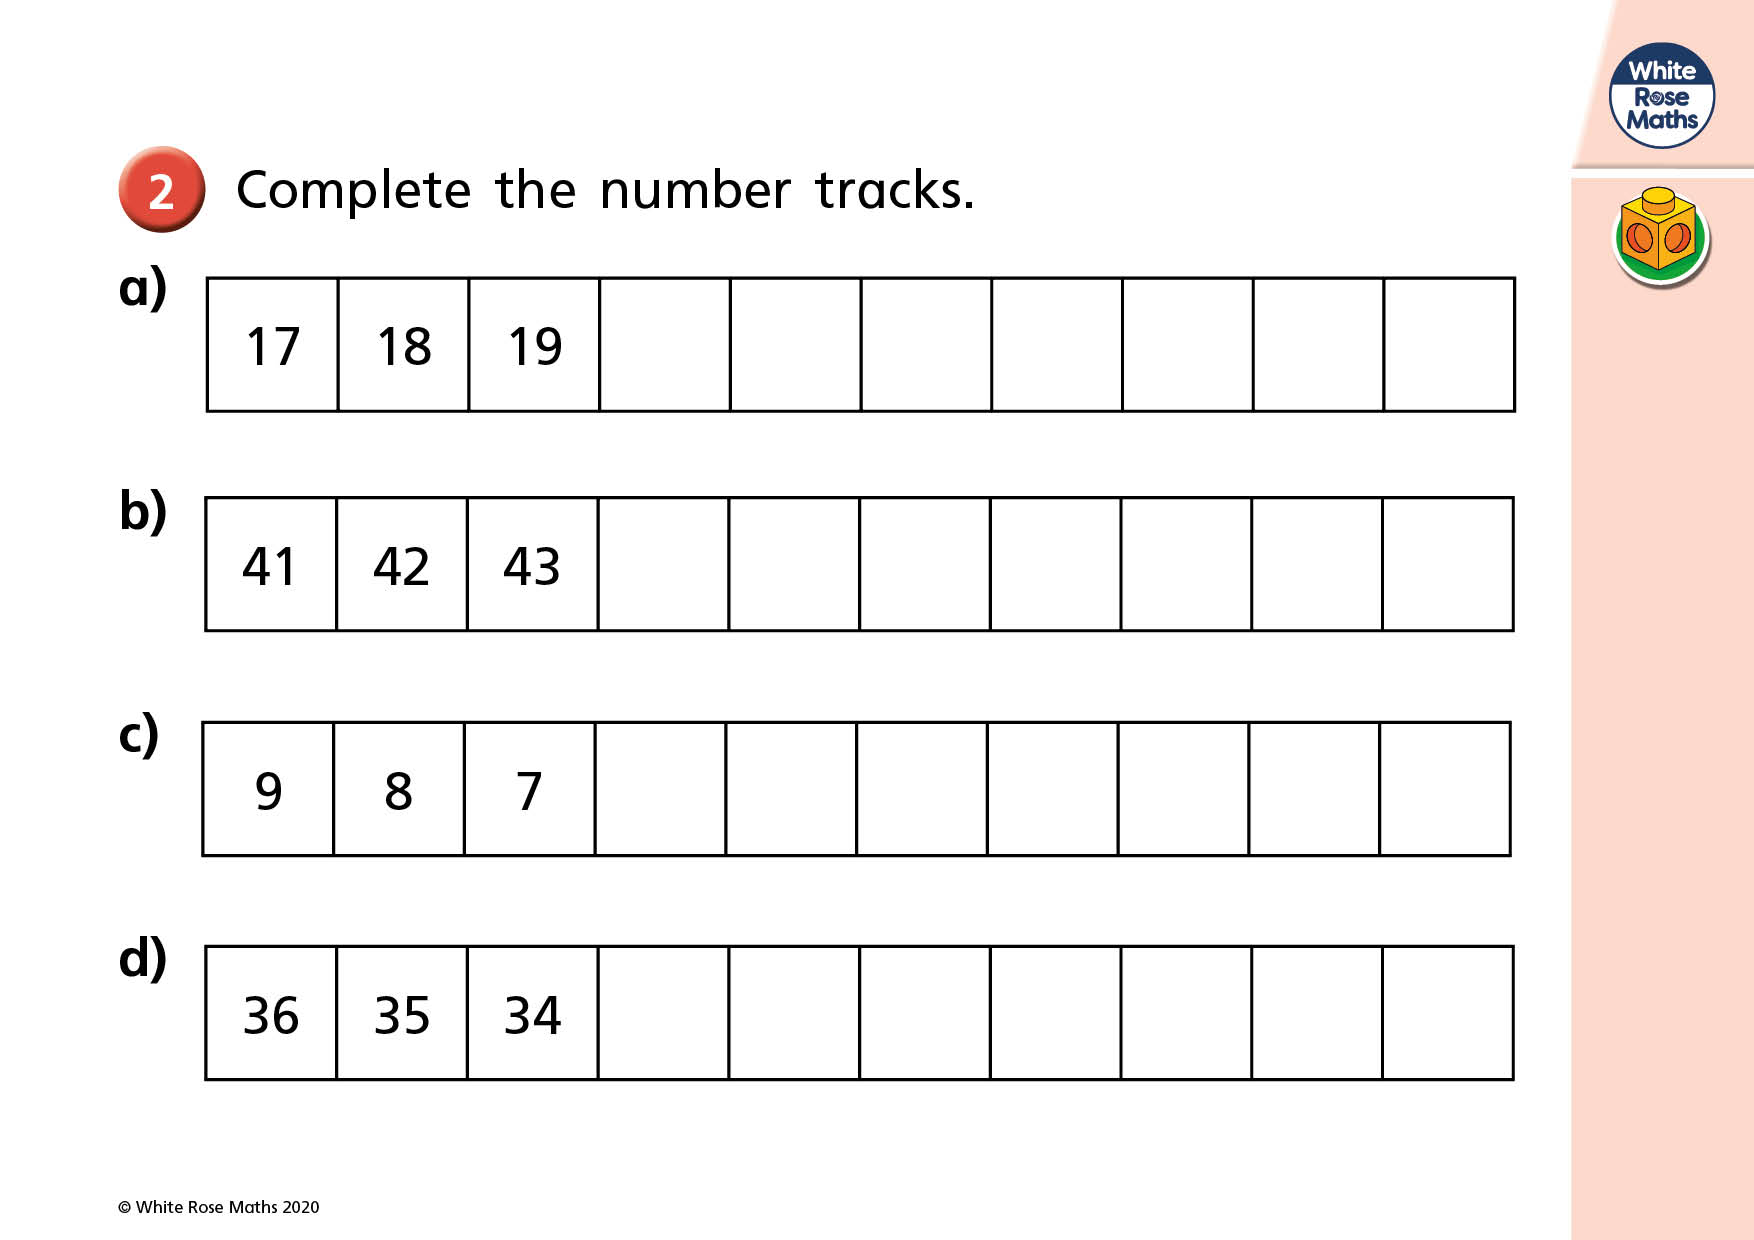 White
Rose
Maths
2 Complete the number tracks.
a) 17 18 19
b) 41 42 43
c) 9 8 7
d) 36 35 34
© White Rose Maths 2020